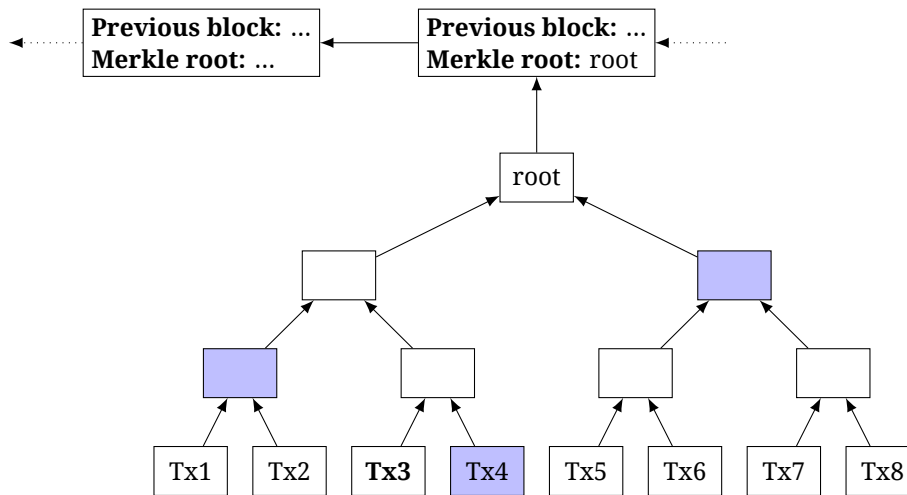 Previous block: ...
Merkle root: ...
Previous block: ...
Merkle root: root
root
Tx1
Tx2
Tx3
Tx4
Tx5
Tx6
Tx7
Tx8